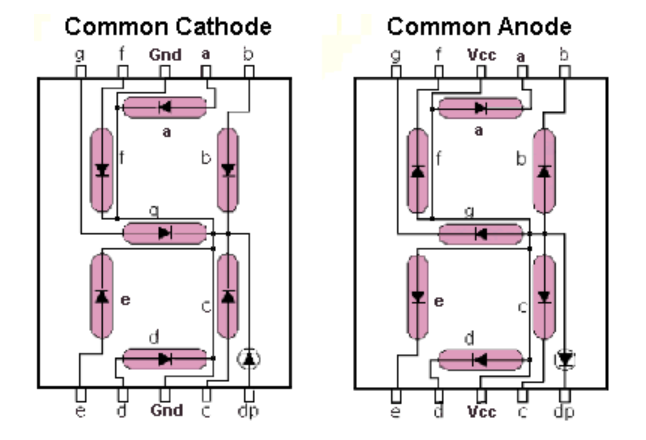 Common Cathode Common Anode
g f Gnd a b g f Vcc a b
a a
f b f b
g g
e c e c
d d
e d Gnd c dp e d Vcc c dp